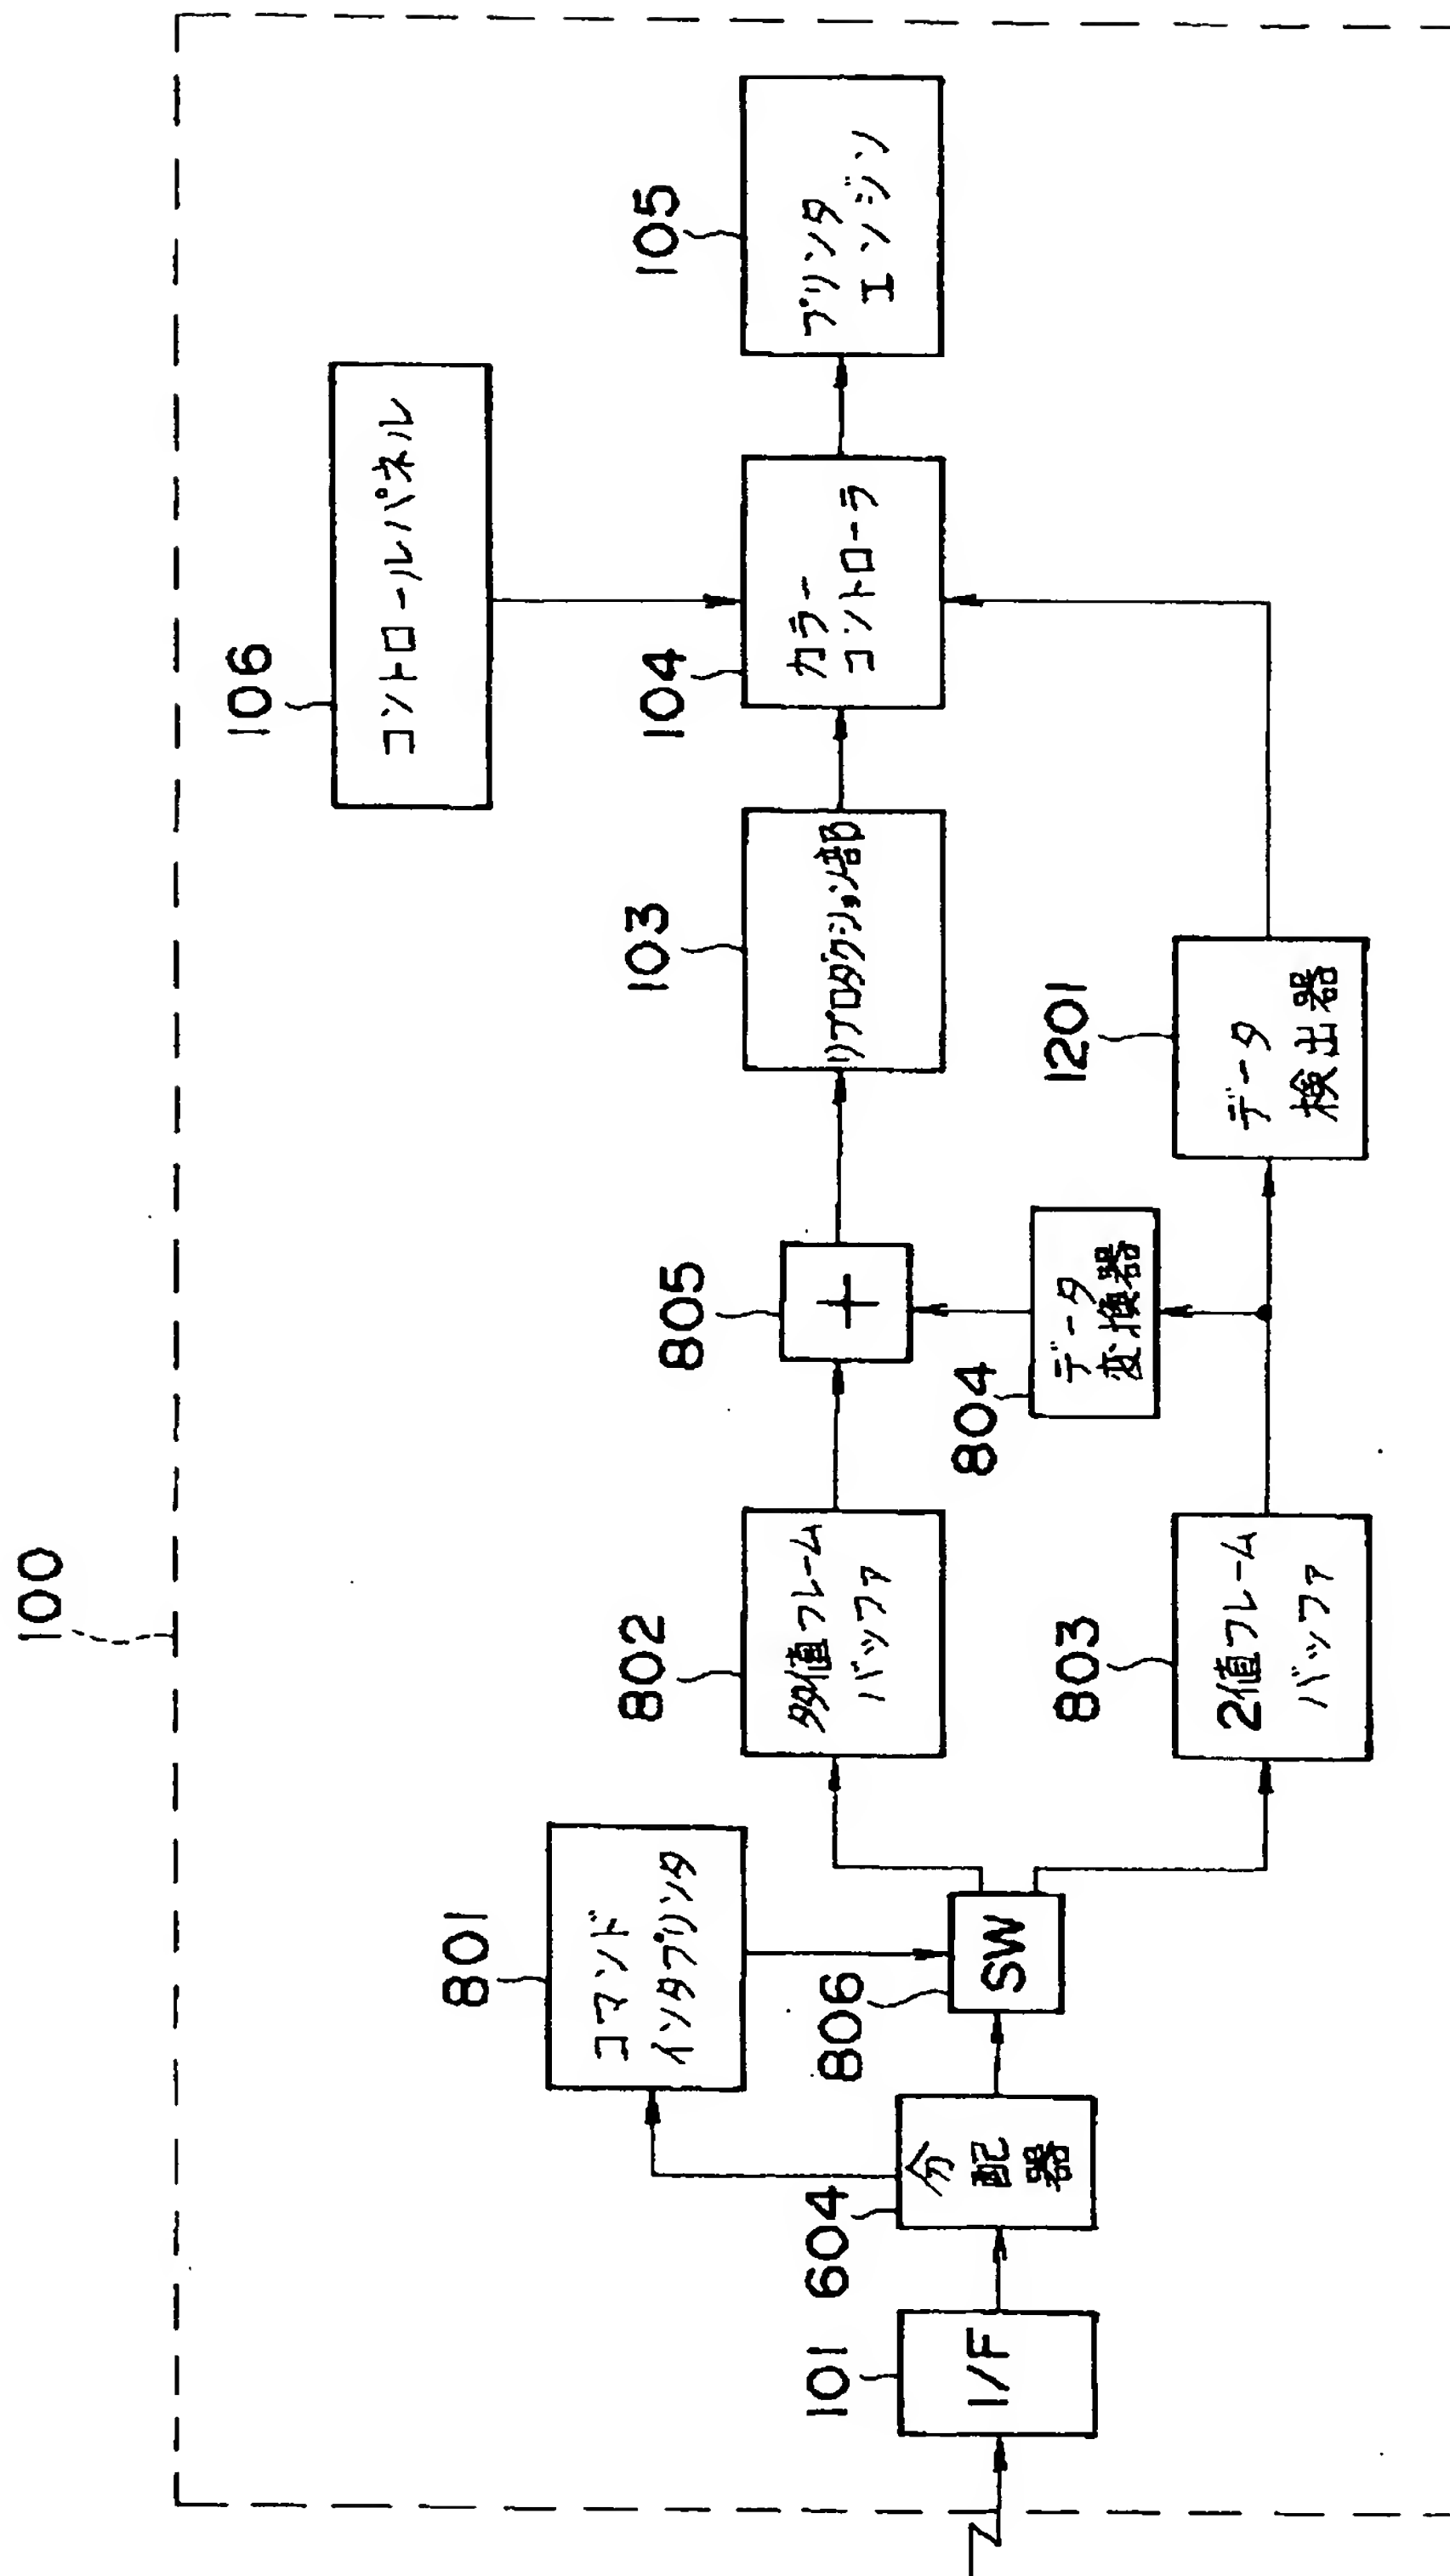 100
106
コントロールパネル
801
コマンド
インタプリンタ
802
多値フレーム
バッファ
805
+
103
リプロダクション部
104
カラー
コントローラ
105
プリンタ
エンジン
101
I/F
604
分
配
器
806
SW
804
データ
変換器
803
2値フレーム
バッファ
1201
データ
検出器